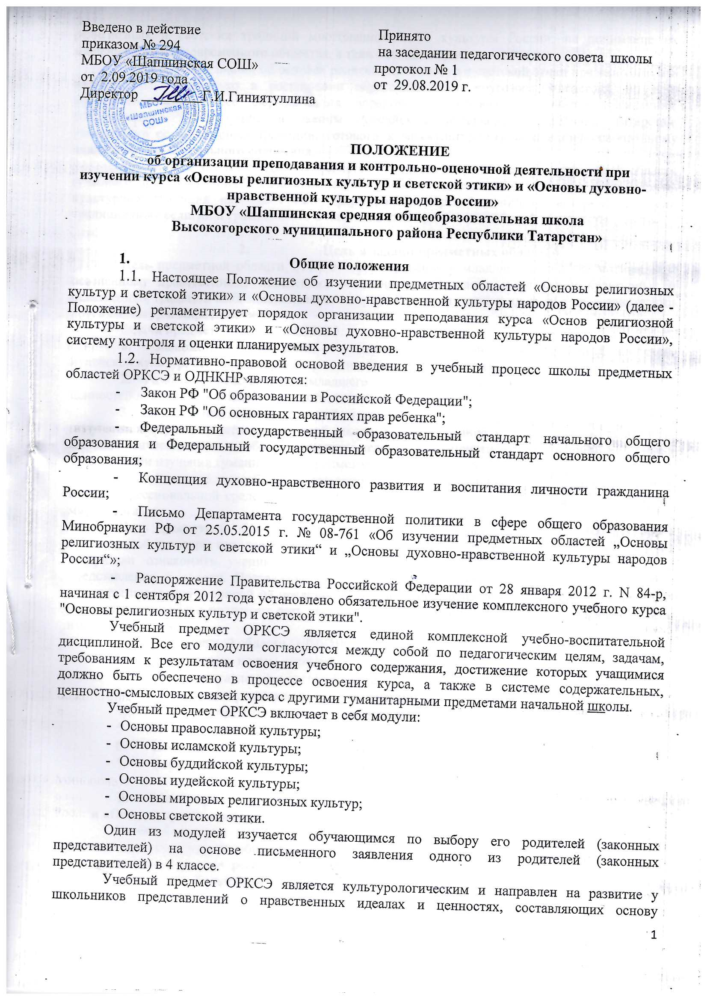 Введено в действие
приказом № 294
МБОУ «Шапшинская СОШ»
от 2.09.2019 года
Директор _________Г.И.Гиниятуллина
Принято
на заседании педагогического совета школы
протокол № 1
от 29.08.2019 г.
МБОУ
«Шапшинская
СОШ»
ПОЛОЖЕНИЕ
об организации преподавания и контрольно-оценочной деятельности при
изучении курса «Основы религиозных культур и светской этики» и «Основы духовно-
нравственной культуры народов России»
МБОУ «Шапшинская средняя общеобразовательная школа
Высокогорского муниципального района Республики Татарстан»
1. Общие положения
1.1. Настоящее Положение об изучении предметных областей «Основы религиозных
культур и светской этики» и «Основы духовно-нравственной культуры народов России» (далее -
Положение) регламентирует порядок организации преподавания курса «Основ религиозной
культуры и светской этики» и «Основы духовно-нравственной культуры народов России»,
систему контроля и оценки планируемых результатов.
1.2. Нормативно-правовой основой введения в учебный процесс школы предметных
областей ОРКСЭ и ОДНКНР являются:
- Закон РФ "Об образовании в Российской Федерации";
- Закон РФ "Об основных гарантиях прав ребенка";
- Федеральный государственный образовательный стандарт начального общего
образования и Федеральный государственный образовательный стандарт основного общего
образования;
- Концепция духовно-нравственного развития и воспитания личности гражданина
России;
- Письмо Департамента государственной политики в сфере общего образования
Минобрнауки РФ от 25.05.2015 г. № 08-761 «Об изучении предметных областей „Основы
религиозных культур и светской этики“ и „Основы духовно-нравственной культуры народов
России“»;
- Распоряжение Правительства Российской Федерации от 28 января 2012 г. N 84-р,
начиная с 1 сентября 2012 года установлено обязательное изучение комплексного учебного курса
"Основы религиозных культур и светской этики".
Учебный предмет ОРКСЭ является единой комплексной учебно-воспитательной
дисциплиной. Все его модули согласуются между собой по педагогическим целям, задачам,
требованиям к результатам освоения учебного содержания, достижение которых учащимися
должно быть обеспечено в процессе освоения курса, а также в системе содержательных,
ценностно-смысловых связей курса с другими гуманитарными предметами начальной школы.
Учебный предмет ОРКСЭ включает в себя модули:
- Основы православной культуры;
- Основы исламской культуры;
- Основы буддийской культуры;
- Основы иудейской культуры;
- Основы мировых религиозных культур;
- Основы светской этики.
Один из модулей изучается обучающимся по выбору его родителей (законных
представителей) на основе письменного заявления одного из родителей (законных
представителей) в 4 классе.
Учебный предмет ОРКСЭ является культурологическим и направлен на развитие у
школьников представлений о нравственных идеалах и ценностях, составляющих основу
1